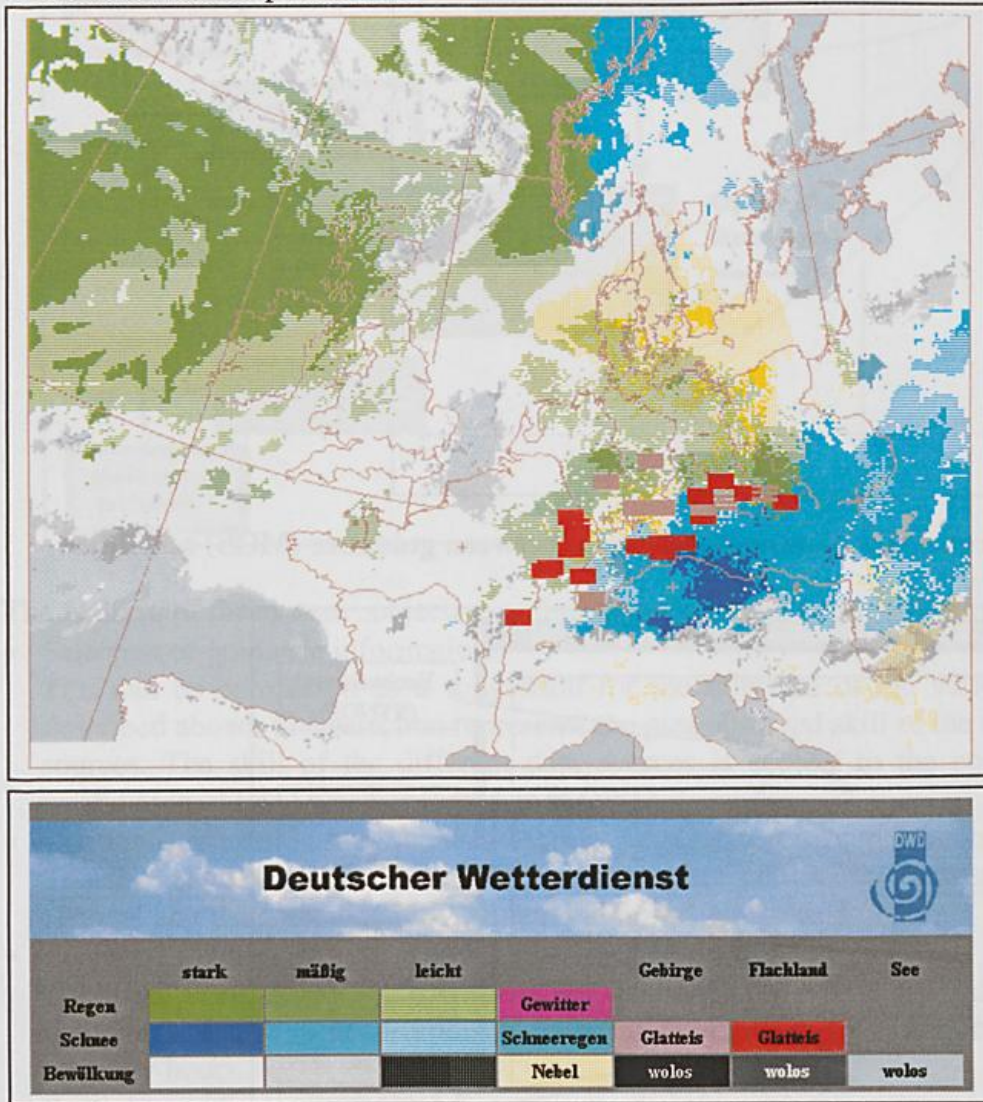 DWD
Deutscher Wetterdienst
stark mäßig leicht Gebirge Flachland See
Regen Gewitter
Schnee Schneeregen Glatteis Glatteis
Bewülkung Nebel wolos wolos wolos